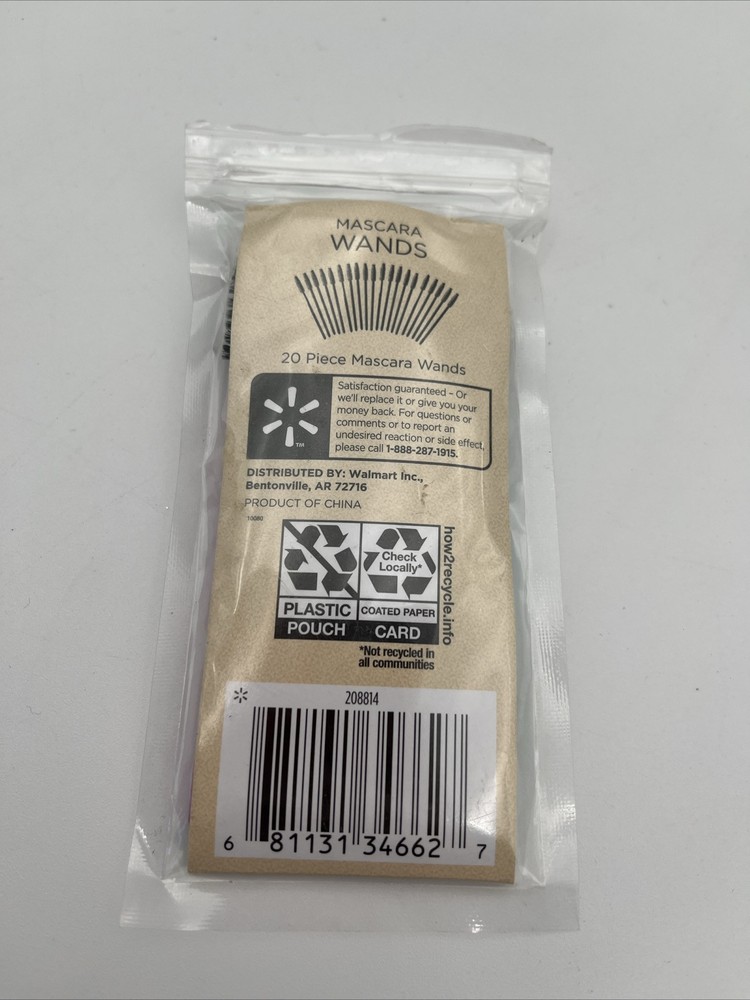 MASCARA
WANDS
20 Piece Mascara Wands
Satisfaction guaranteed – Or
we'll replace it or give you your
money back. For questions or
comments or to report an
undesired reaction or side effect,
please call 1-888-287-1915.
TM
DISTRIBUTED BY: Walmart Inc.,
Bentonville, AR 72716
PRODUCT OF CHINA
Check
Locally*
PLASTIC
POUCH
COATED PAPER
CARD
how2recycle.info
*Not recycled in
all communities
208814
6 81131 34662 7